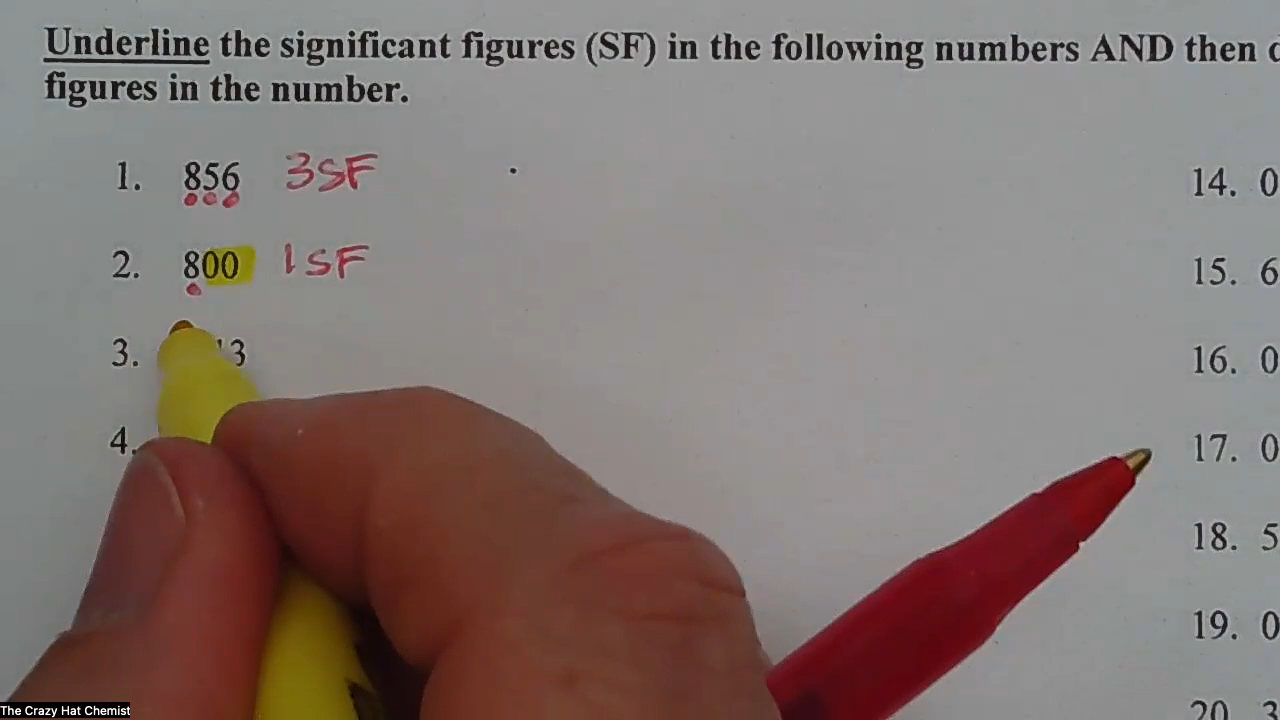 Underline the significant figures (SF) in the following numbers AND then
figures in the number.
1. 856 3SF
2. 800 1SF
3.
4.
14. 0
15. 6
16. 0
17. 0
18. 5
19. 0
20. 3
The Crazy Hat Chemist